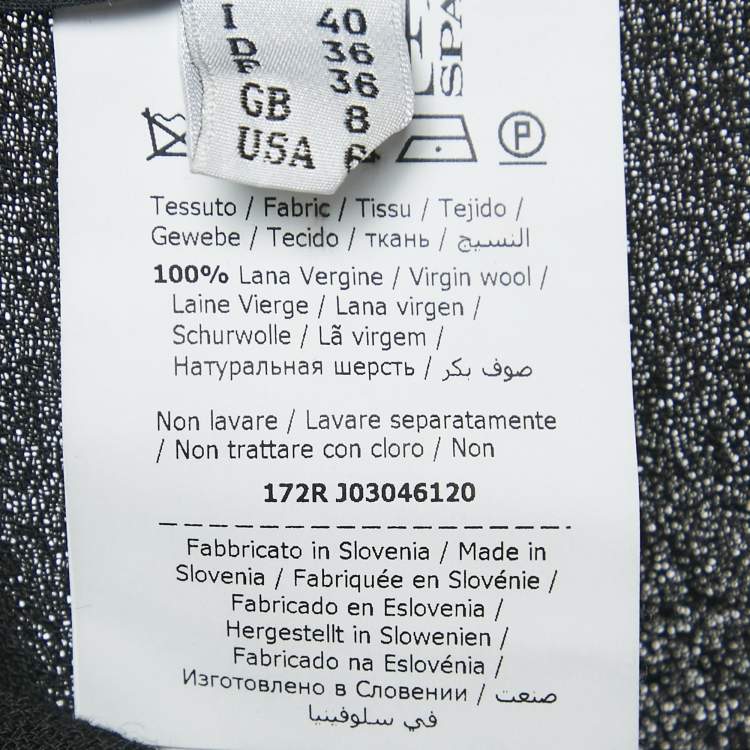 I 40
D 36
F 36
GB 8
USA 6
SPA
P
Tessuto / Fabric / Tissu / Tejido /
Gewebe / Tecido / ткань / النسيج
100% Lana Vergine / Virgin wool /
Laine Vierge / Lana virgen /
Schurwolle / Lã virgem /
Натуральная шерсть / صوف بكر
Non lavare / Lavare separatamente
/ Non trattare con cloro / Non
172R J03046120
Fabbricato in Slovenia / Made in
Slovenia / Fabriquée en Slovénie /
Fabricado en Eslovenia /
Hergestellt in Slowenien /
Fabricado na Eslovénia /
Изготовлено в Словении / صنعت
في سلوفينيا